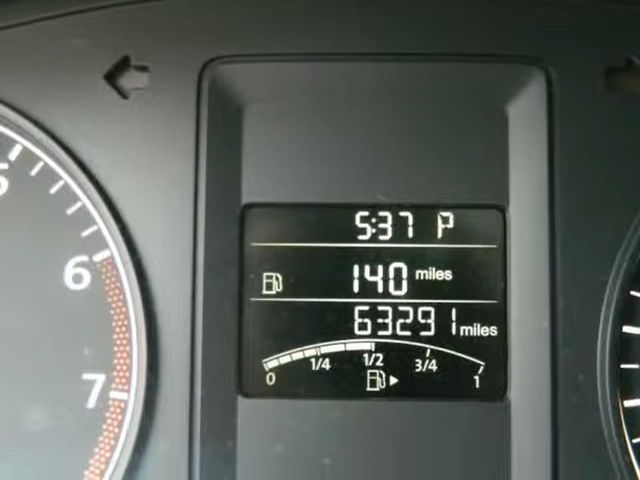 5:37 P
140 miles
63291 miles
0 1/4 1/2 3/4 1
6
7